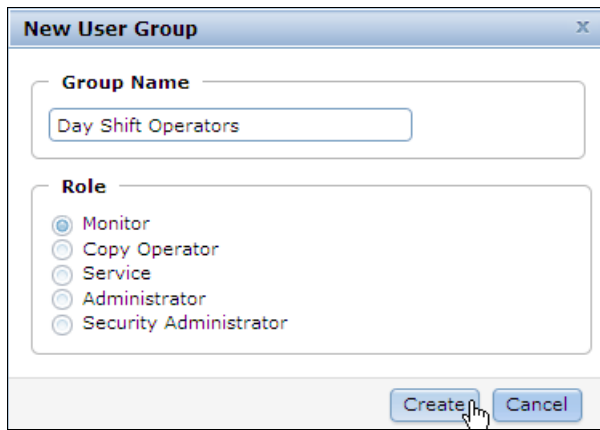 New User Group
x
Group Name
Day Shift Operators
Role
Monitor
Copy Operator
Service
Administrator
Security Administrator
Create Cancel